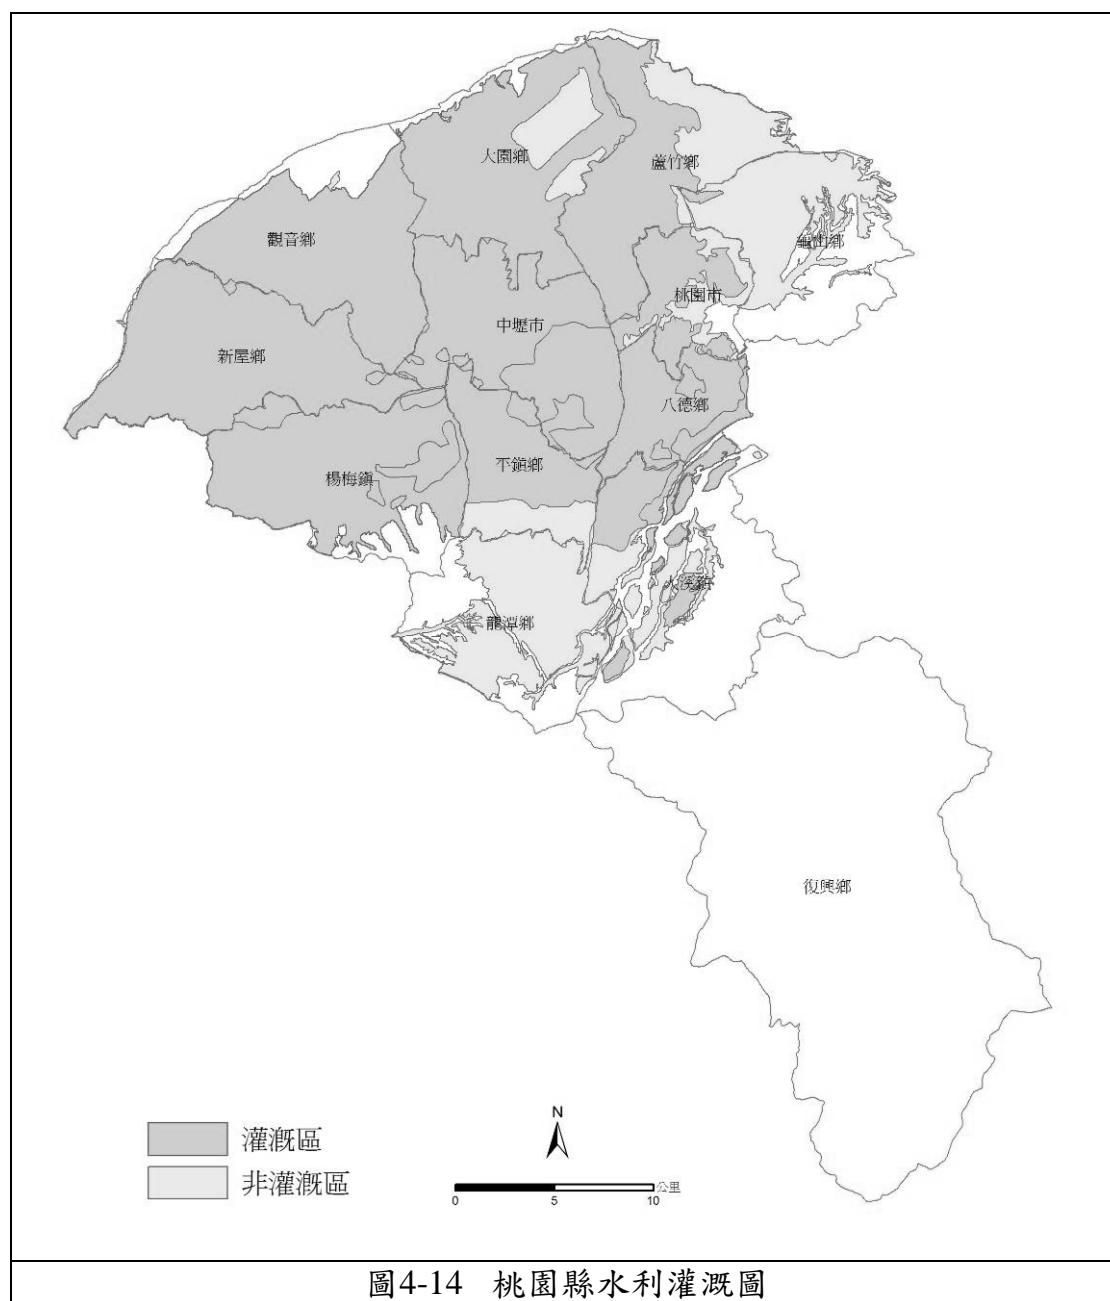 大園鄉
蘆竹鄉
觀音鄉
龜山鄉
桃園市
中壢市
新屋鄉
八德鄉
平鎮鄉
楊梅鎮
大溪鎮
龍潭鄉
復興鄉
灌溉區
非灌溉區
N
0 5 10 公里
圖4-14 桃園縣水利灌溉圖